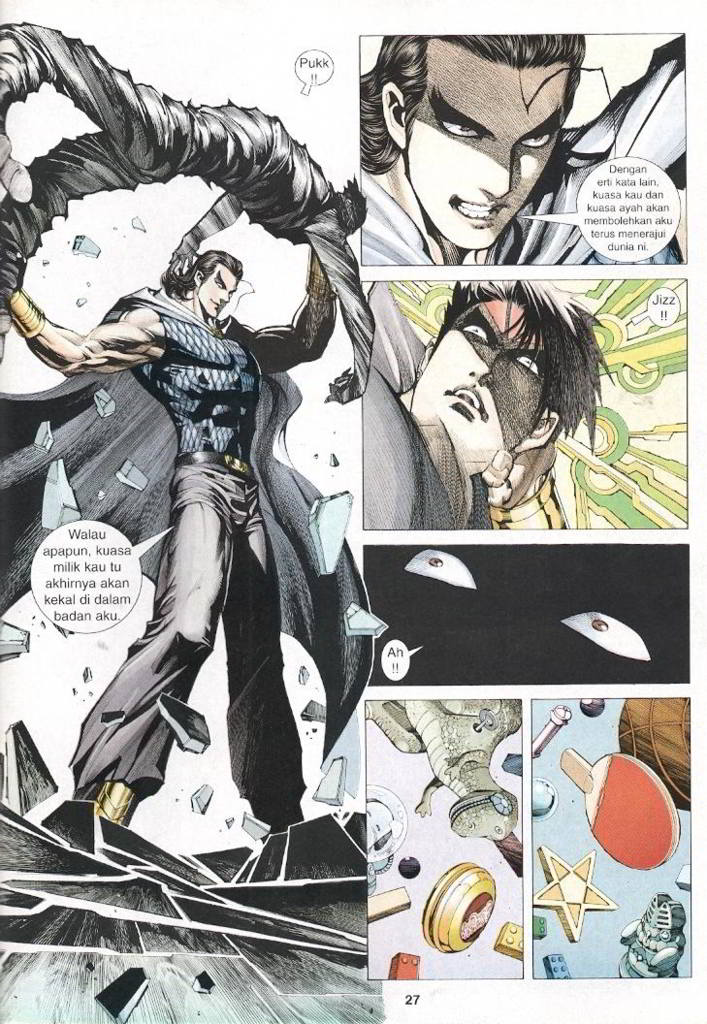 Pukk
!!
Walau
apapun, kuasa
milik kau tu
akhirnya akan
kekal di dalam
badan aku.
Dengan
erti kata lain,
kuasa kau dan
kuasa ayah akan
membolehkan aku
terus menerajui
dunia ni.
Jizz
!!
Ah
!!
27